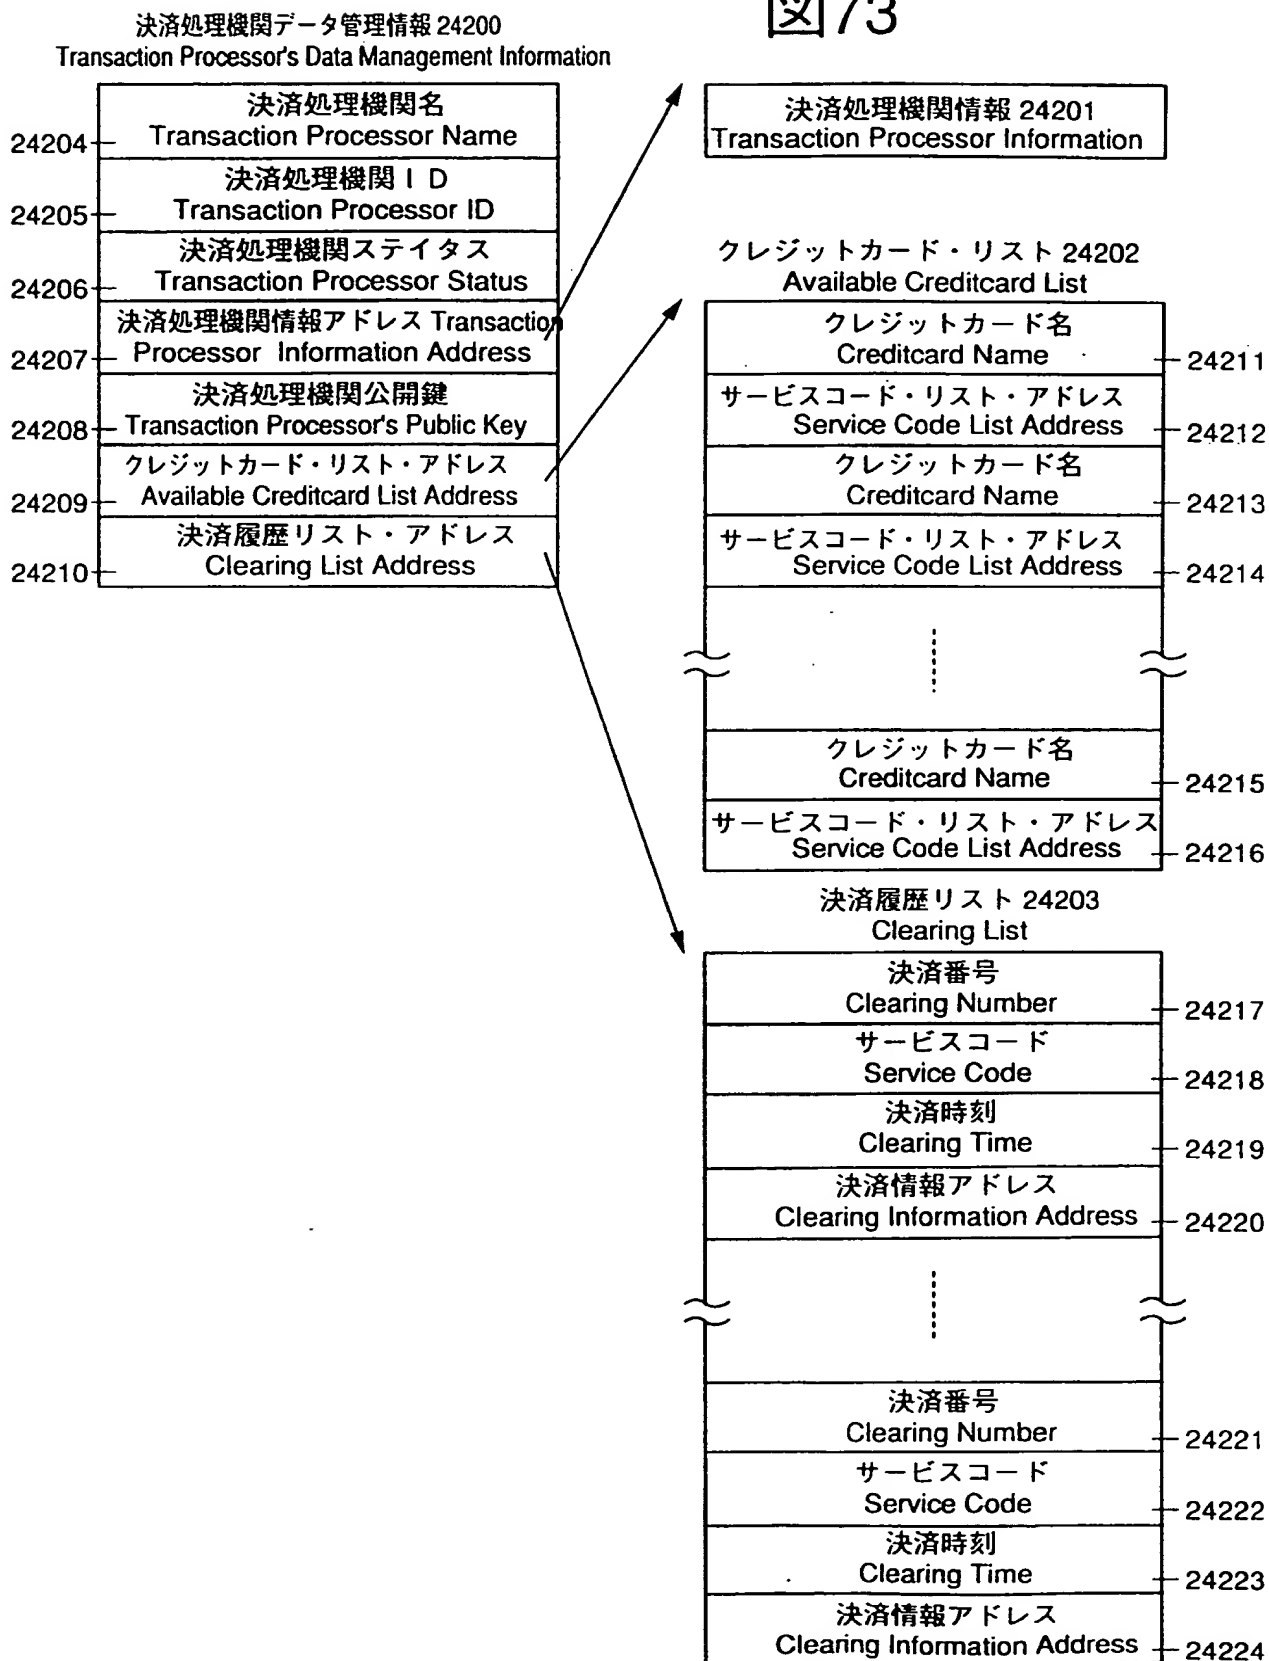 図73
決済処理機関データ管理情報 24200
Transaction Processor's Data Management Information
決済処理機関名
Transaction Processor Name
24204
決済処理機関ID
Transaction Processor ID
24205
決済処理機関ステイタス
Transaction Processor Status
24206
決済処理機関情報アドレス Transaction
Processor Information Address
24207
決済処理機関公開鍵
Transaction Processor's Public Key
24208
クレジットカード・リスト・アドレス
Available Creditcard List Address
24209
決済履歴リスト・アドレス
Clearing List Address
24210
決済処理機関情報 24201
Transaction Processor Information
クレジットカード・リスト 24202
Available Creditcard List
クレジットカード名
Creditcard Name
24211
サービスコード・リスト・アドレス
Service Code List Address
24212
クレジットカード名
Creditcard Name
24213
サービスコード・リスト・アドレス
Service Code List Address
24214
クレジットカード名
Creditcard Name
24215
サービスコード・リスト・アドレス
Service Code List Address
24216
決済履歴リスト 24203
Clearing List
決済番号
Clearing Number
24217
サービスコード
Service Code
24218
決済時刻
Clearing Time
24219
決済情報アドレス
Clearing Information Address
24220
決済番号
Clearing Number
24221
サービスコード
Service Code
24222
決済時刻
Clearing Time
24223
決済情報アドレス
Clearing Information Address
24224